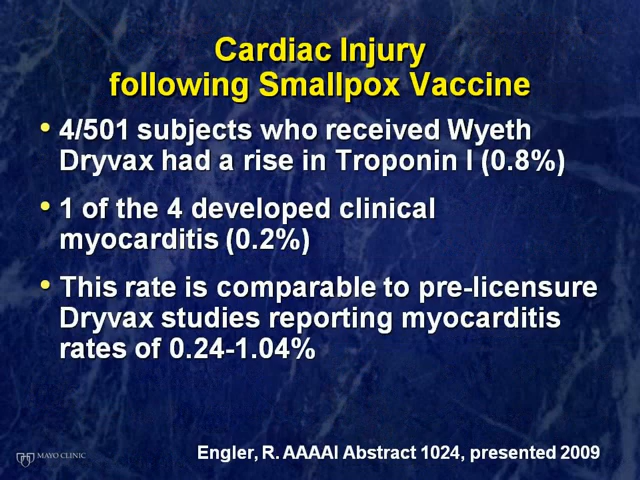 Cardiac Injury
following Smallpox Vaccine
• 4/501 subjects who received Wyeth
Dryvax had a rise in Troponin I (0.8%)
• 1 of the 4 developed clinical
myocarditis (0.2%)
• This rate is comparable to pre-licensure
Dryvax studies reporting myocarditis
rates of 0.24-1.04%
Engler, R. AAAAI Abstract 1024, presented 2009
MAYO CLINIC